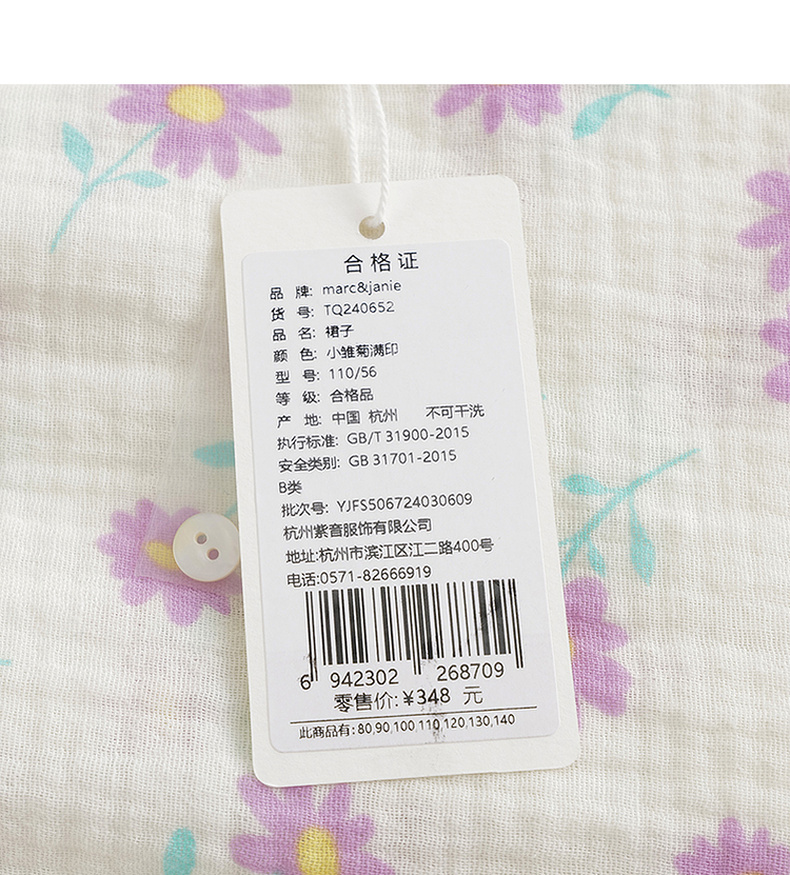 合格证
品 牌: marc&janie
货 号: TQ240652
品 名: 裙子
颜 色: 小雏菊满印
型 号: 110/56
等 级: 合格品
产 地: 中国 杭州 不可干洗
执行标准: GB/T 31900-2015
安全类别: GB 31701-2015
B类
批次号: YJFS506724030609
杭州紫音服饰有限公司
地址:杭州市滨江区江二路400号
电话:0571-82666919
6 942302 268709
零售价:¥348 元
此商品有: 80,90,100,110,120,130,140